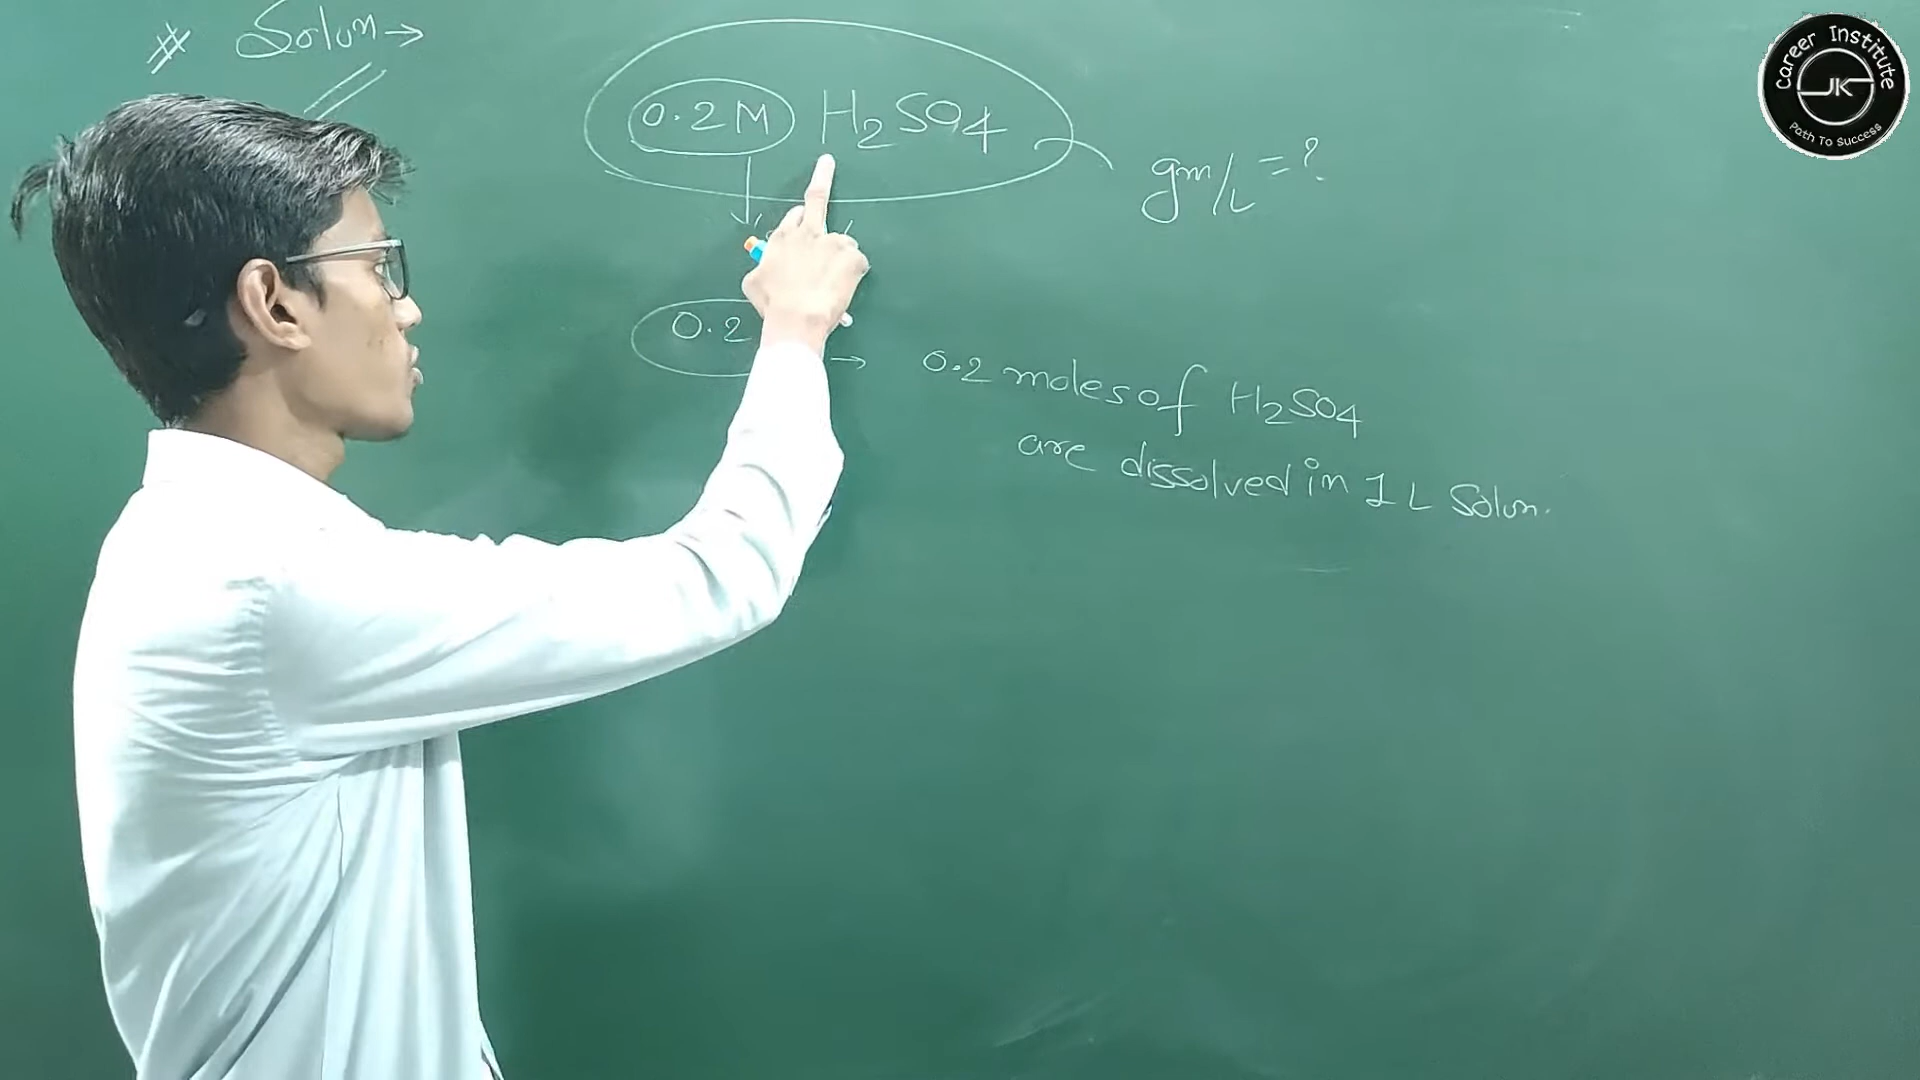 # Solun →
0.2M H2SO4
gm/L = ?
0.2 → 0.2 moles of H2SO4
are dissolved in 1 L Solun.
Career Institute
JK
Path To Success